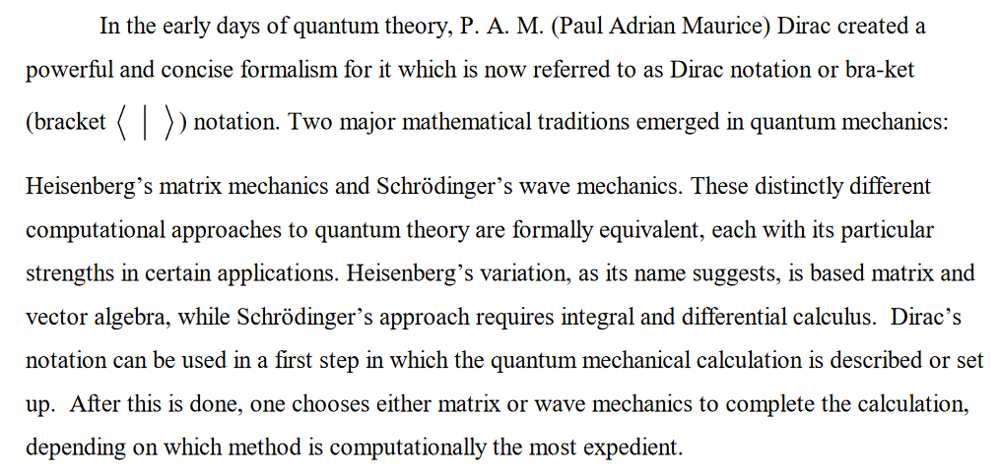 In the early days of quantum theory, P. A. M. (Paul Adrian Maurice) Dirac created a
powerful and concise formalism for it which is now referred to as Dirac notation or bra-ket
(bracket ⟨ | ⟩) notation. Two major mathematical traditions emerged in quantum mechanics:
Heisenberg’s matrix mechanics and Schrödinger’s wave mechanics. These distinctly different
computational approaches to quantum theory are formally equivalent, each with its particular
strengths in certain applications. Heisenberg’s variation, as its name suggests, is based matrix and
vector algebra, while Schrödinger’s approach requires integral and differential calculus.  Dirac’s
notation can be used in a first step in which the quantum mechanical calculation is described or set
up.  After this is done, one chooses either matrix or wave mechanics to complete the calculation,
depending on which method is computationally the most expedient.